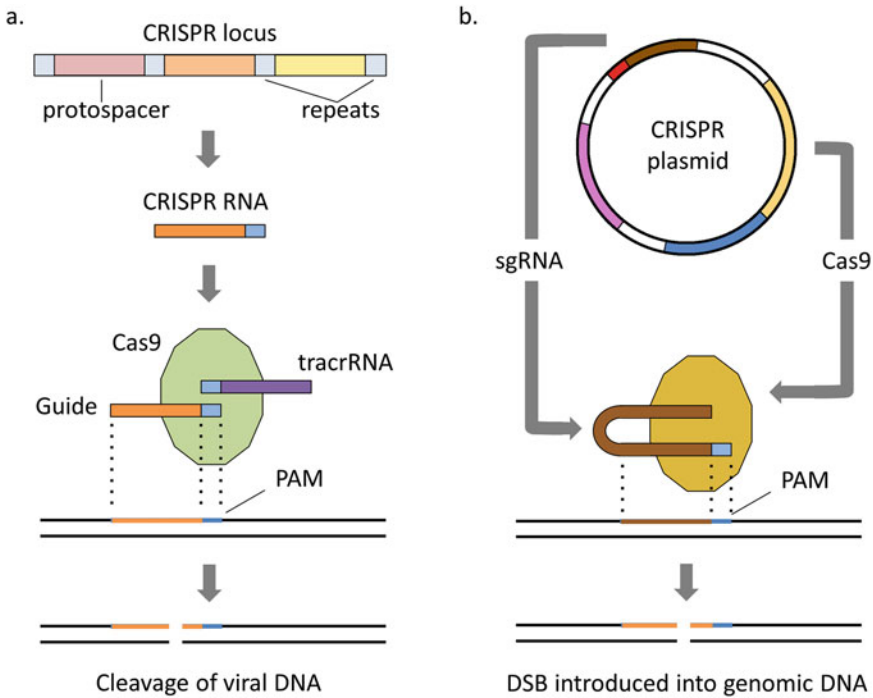 a.
CRISPR locus
protospacer
repeats
CRISPR RNA
Cas9
tracrRNA
Guide
PAM
Cleavage of viral DNA
b.
CRISPR
plasmid
sgRNA
Cas9
PAM
DSB introduced into genomic DNA